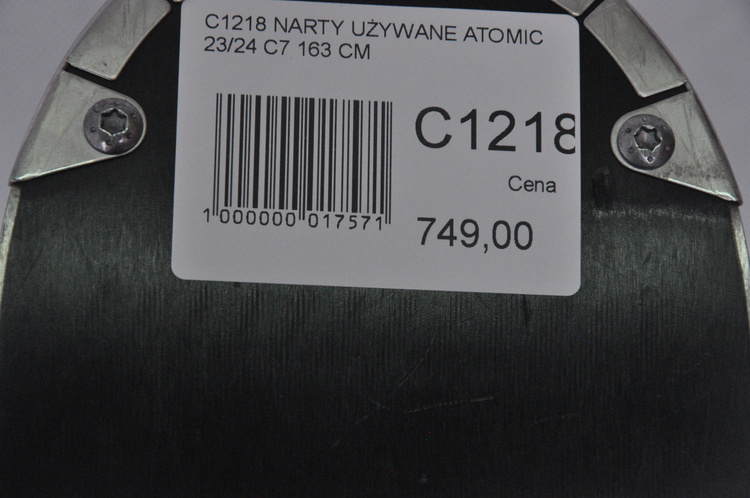 C1218 NARTY UŻYWANE ATOMIC
23/24 C7 163 CM
C1218
Cena
1 000000 017571
749,00